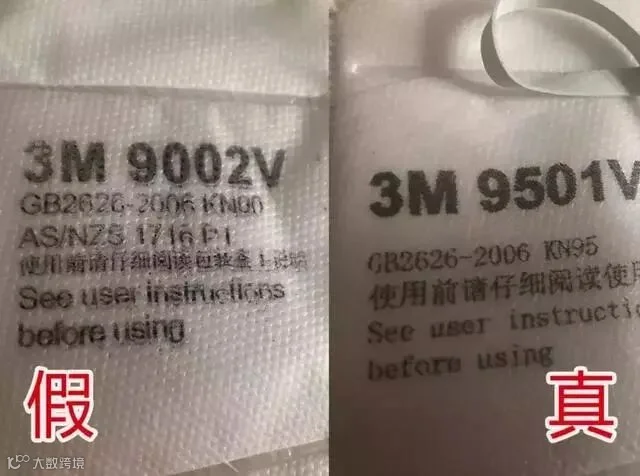 3M 9002V
GB2626-2006 KN90
AS/NZS 1716 P1
使用前请仔细阅读包装盒上说明
See user instructions
before using
假
3M 9501V
GB2626-2006 KN95
使用前请仔细阅读使用
See user instructi
before using
真
大数跨境